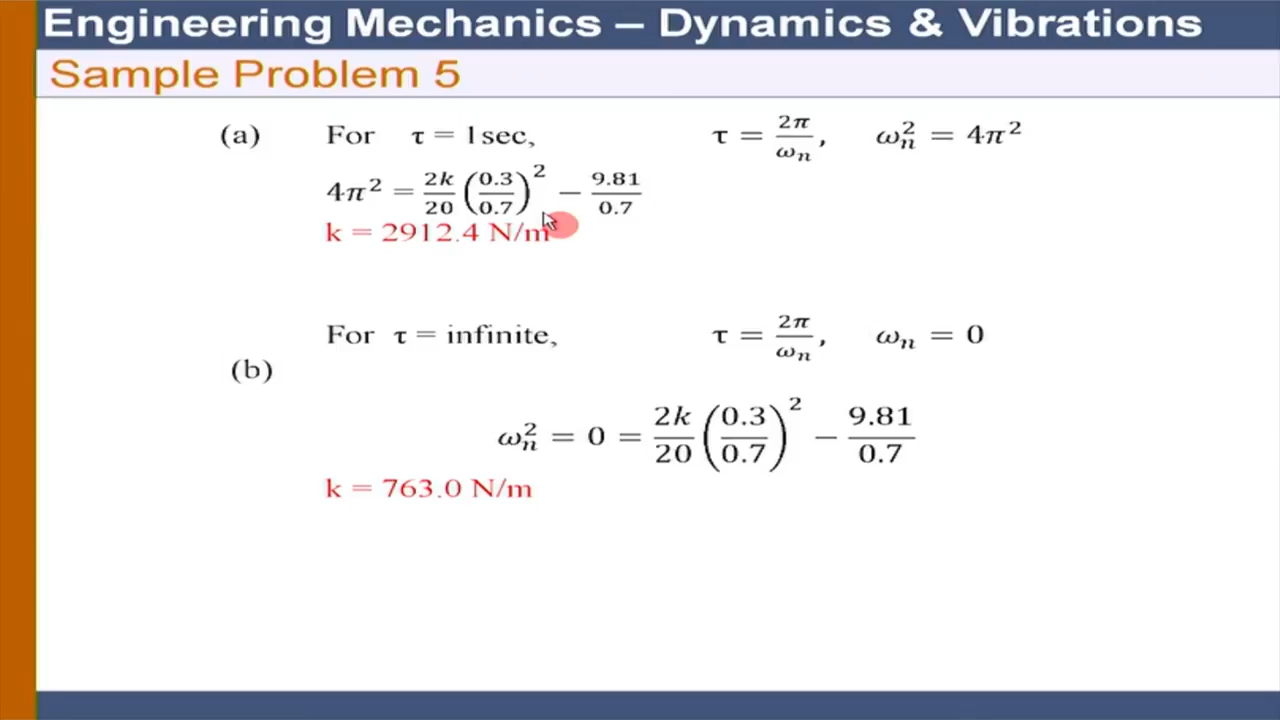 Engineering Mechanics – Dynamics & Vibrations
Sample Problem 5
(a) For τ = 1sec, τ = 2π/ωₙ, ωₙ² = 4π²
4π² = 2k/20 (0.3/0.7)² − 9.81/0.7
k = 2912.4 N/m
For τ = infinite, τ = 2π/ωₙ, ωₙ = 0
(b)
ωₙ² = 0 = 2k/20 (0.3/0.7)² − 9.81/0.7
k = 763.0 N/m